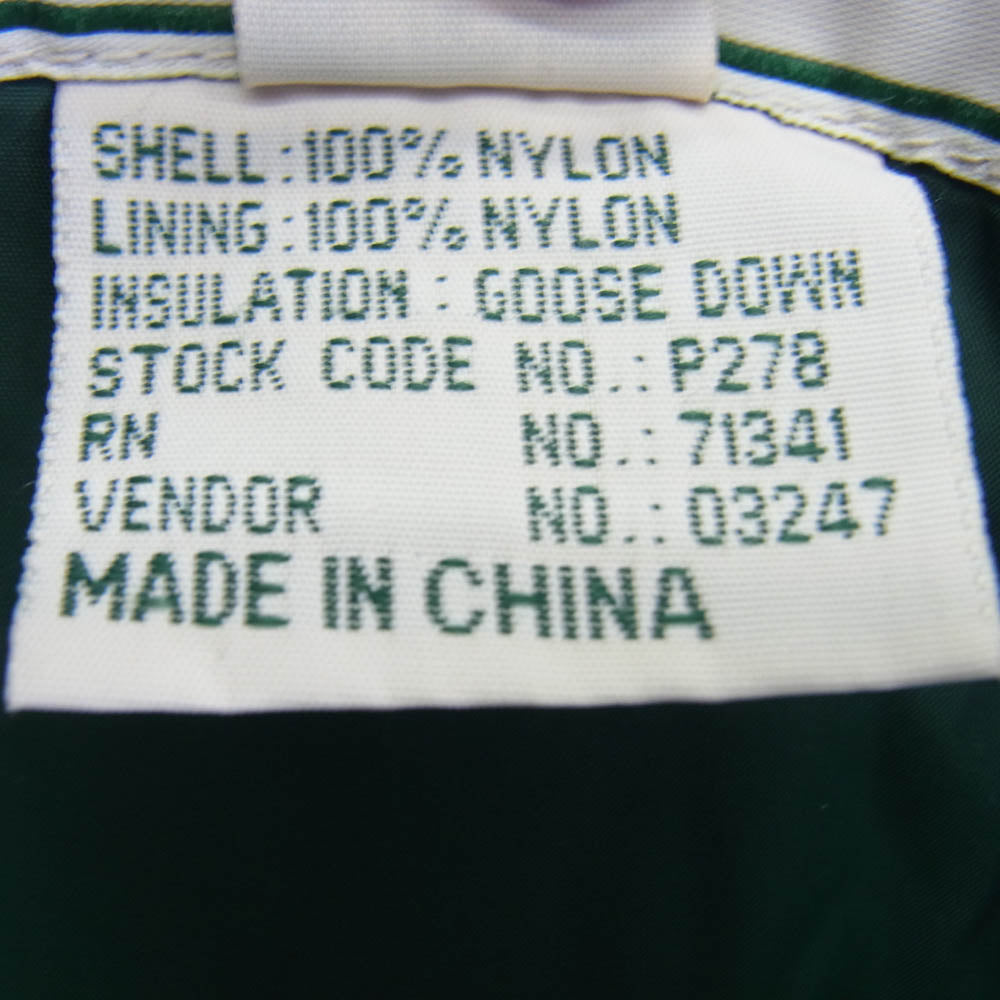 SHELL:100% NYLON
LINING:100% NYLON
INSULATION : GOOSE DOWN
STOCK CODE NO.: P278
RN NO.: 71341
VENDOR NO.: 03247
MADE IN CHINA